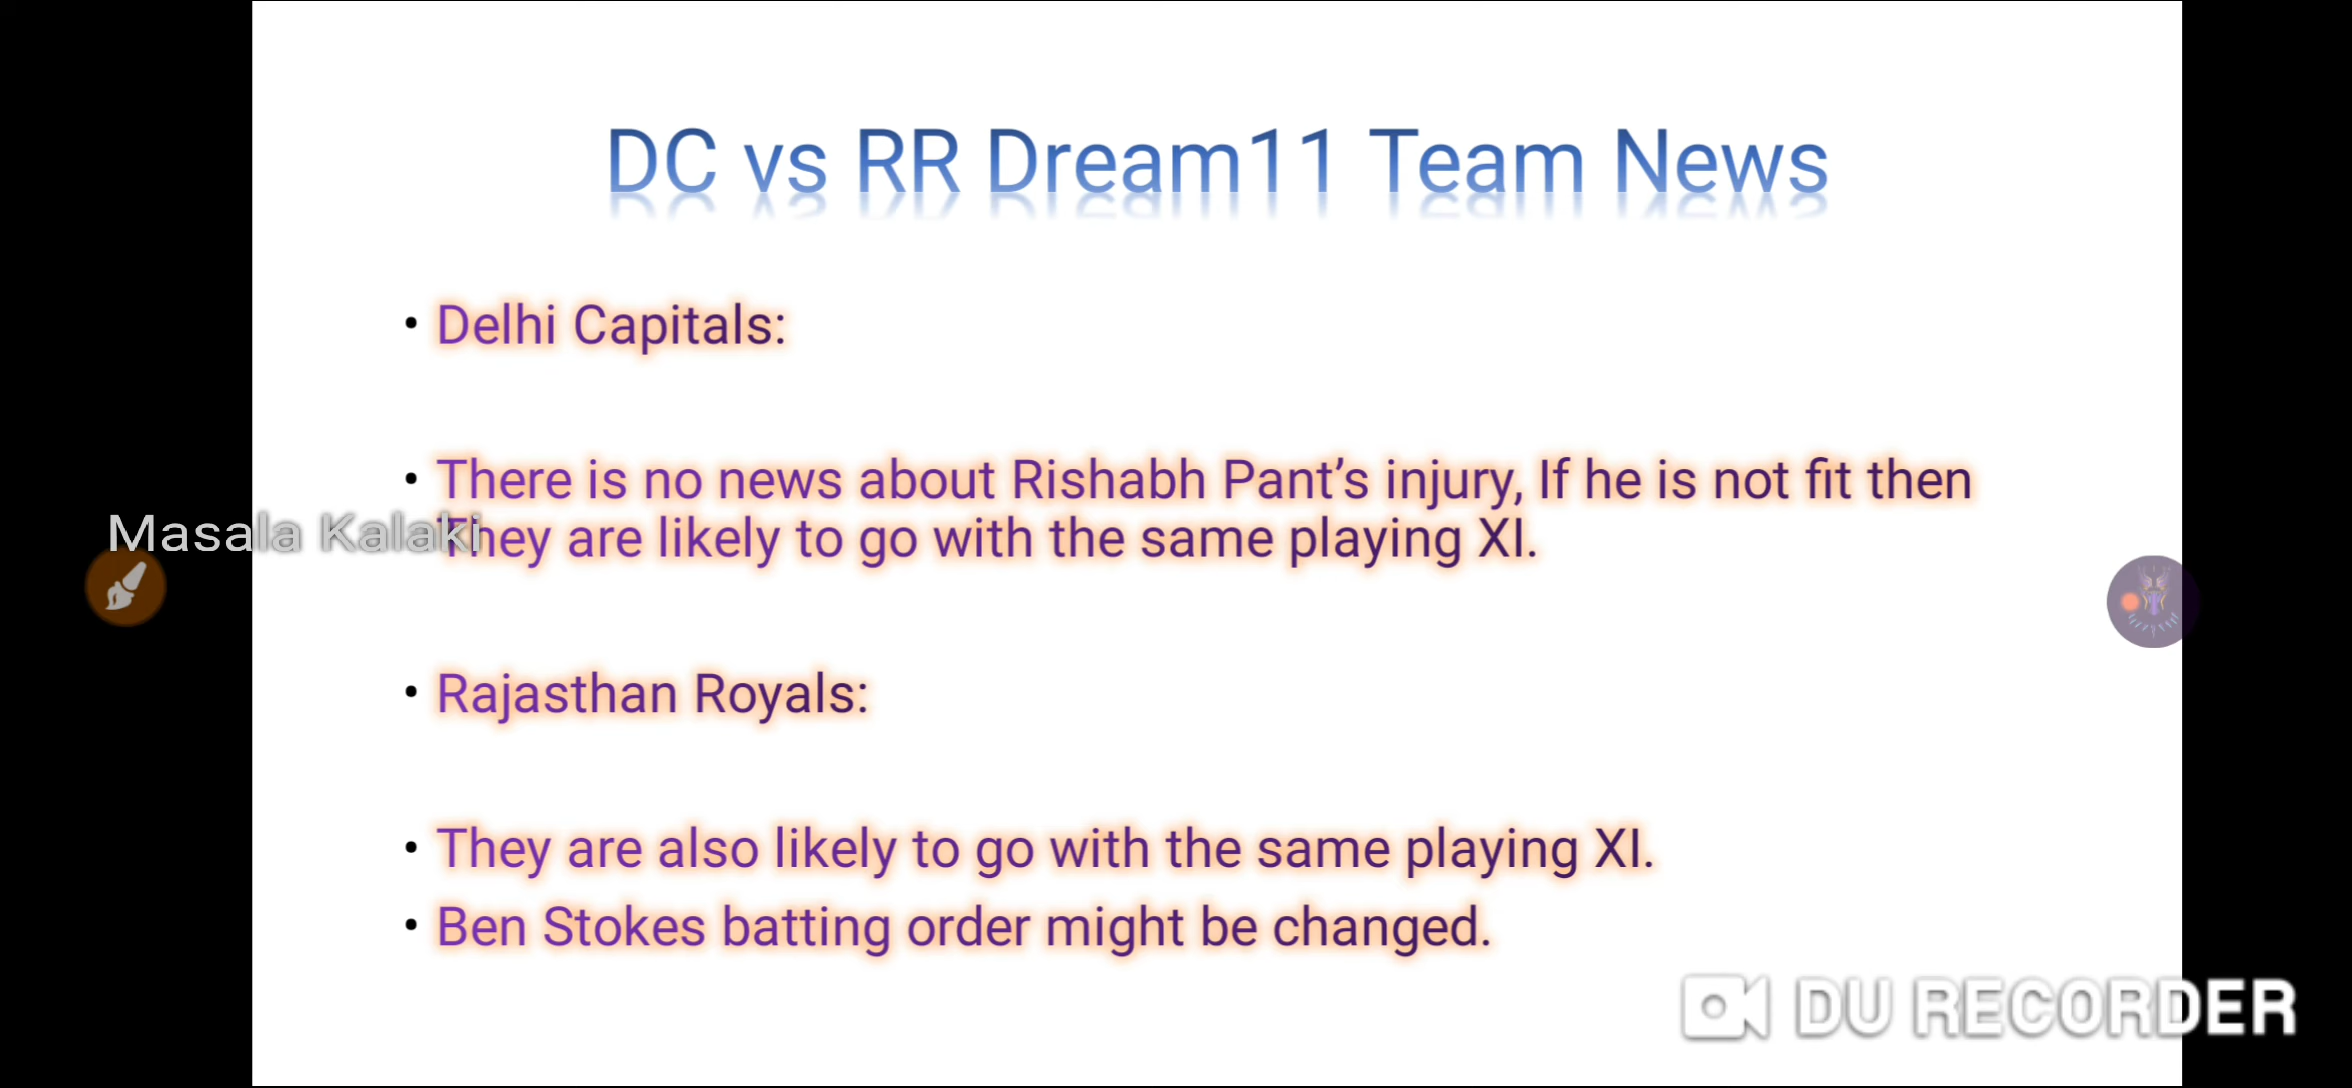 DC vs RR Dream11 Team News
• Delhi Capitals:
• There is no news about Rishabh Pant’s injury, If he is not fit then
They are likely to go with the same playing XI.
Masala Kalaki
• Rajasthan Royals:
• They are also likely to go with the same playing XI.
• Ben Stokes batting order might be changed.
DU RECORDER